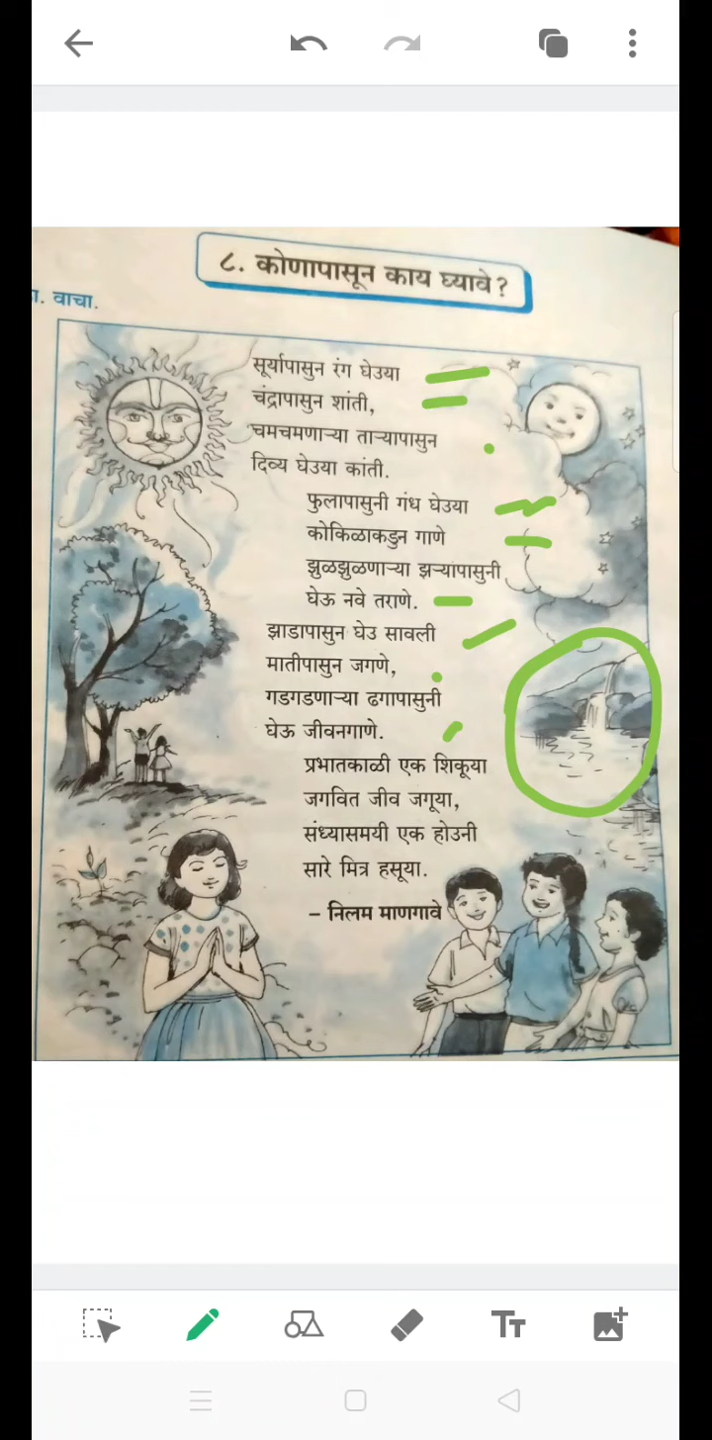 ८. कोणापासून काय घ्यावे?
वाचा.
सूर्यापासुन रंग घेउया
चंद्रापासुन शांती,
चमचमणाऱ्या ताऱ्यापासुन
दिव्य घेउया कांती.
फुलापासुनी गंध घेउया
कोकिळाकडुन गाणे
झुळझुळणाऱ्या झऱ्यापासुनी
घेऊ नवे तराणे.
झाडापासुन घेउ सावली
मातीपासुन जगणे,
गडगडणाऱ्या ढगापासुनी
घेऊ जीवनगाणे.
प्रभातकाळी एक शिकूया
जगवित जीव जगूया,
संध्यासमयी एक होउनी
सारे मित्र हसूया.
– निलम माणगावे
Tт